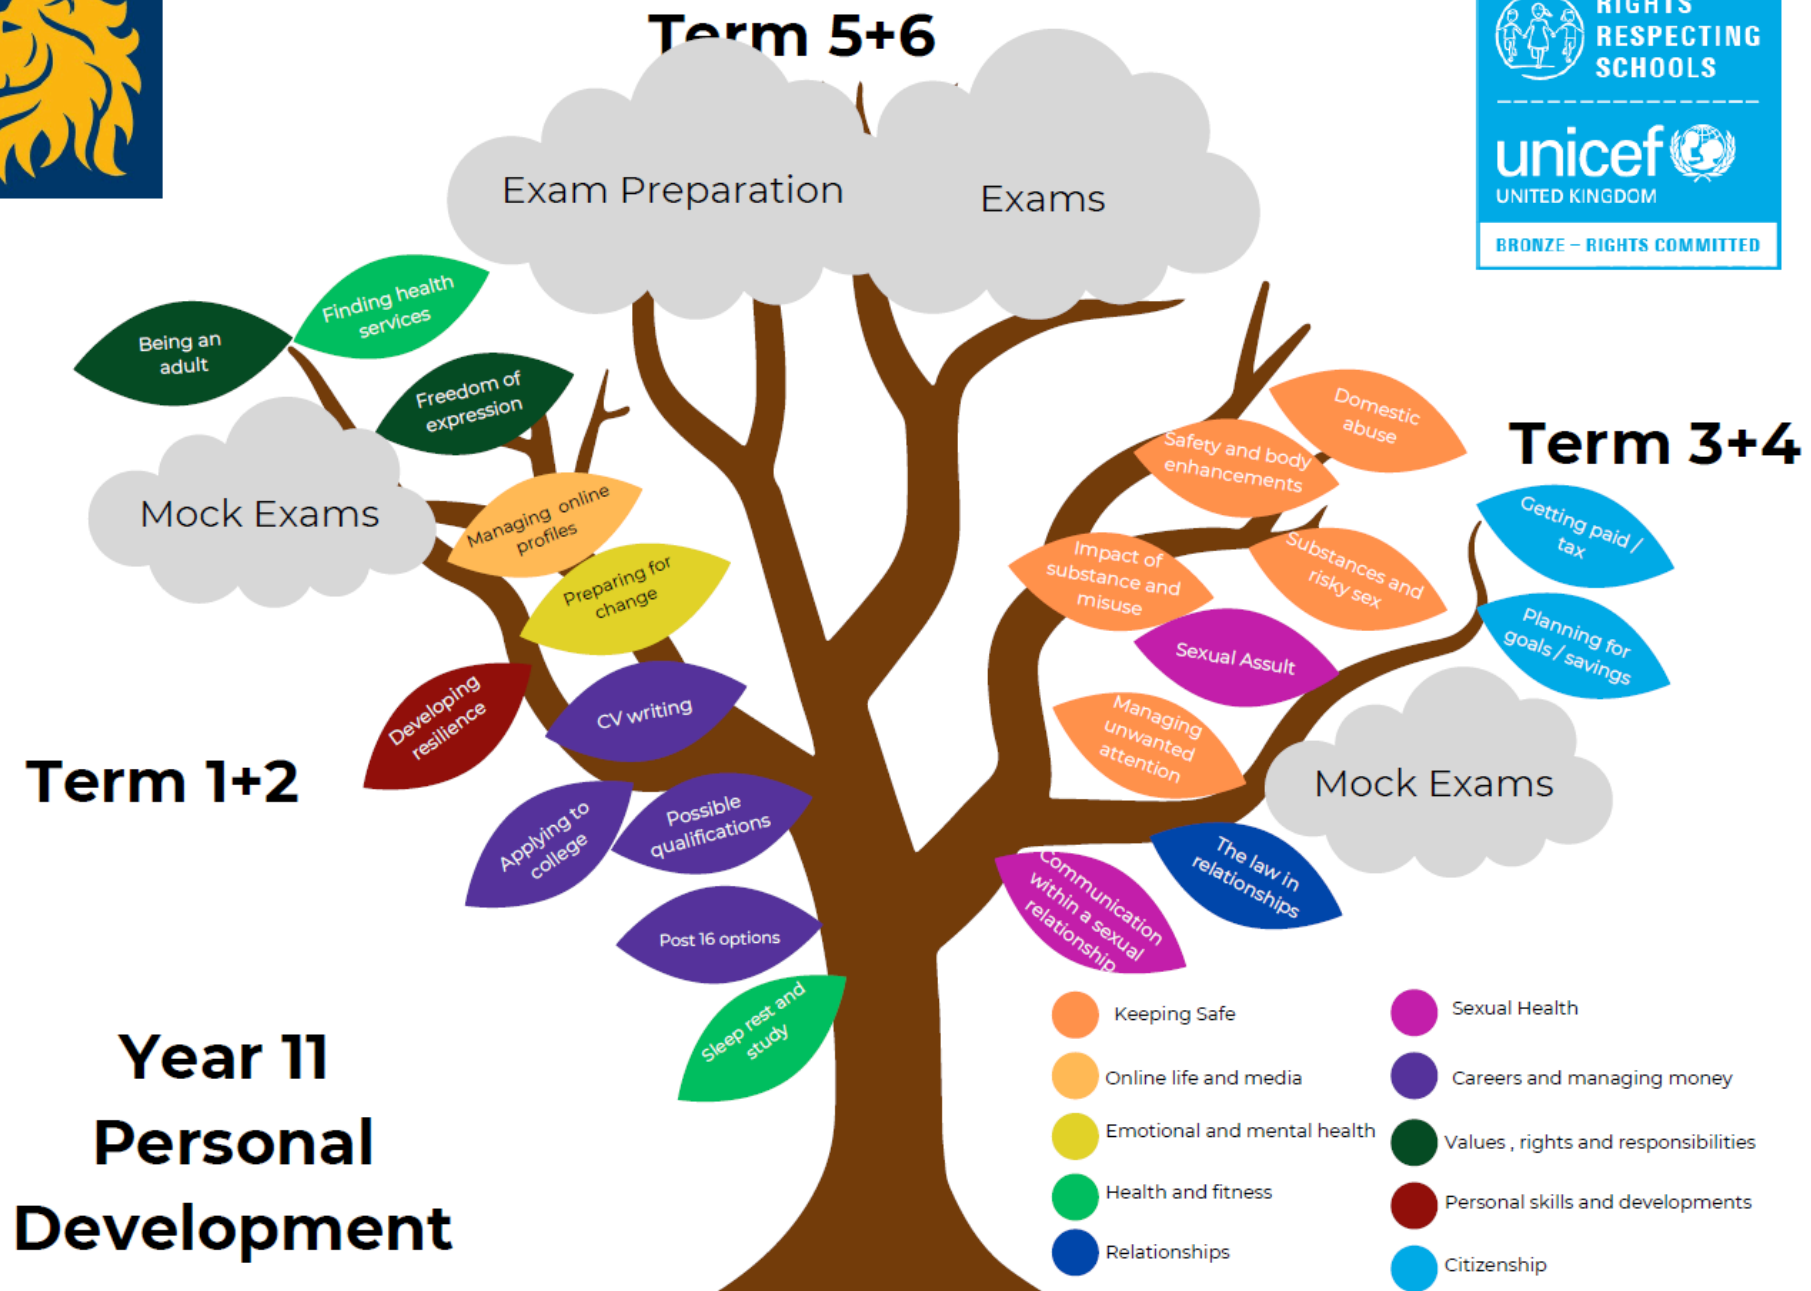 Term 5+6
RIGHTS
RESPECTING
SCHOOLS
unicef
UNITED KINGDOM
BRONZE – RIGHTS COMMITTED
Exam Preparation
Exams
Finding health
services
Being an
adult
Freedom of
expression
Mock Exams
Managing online
profiles
Preparing for
change
Developing
resilience
CV writing
Term 1+2
Applying to
college
Possible
qualifications
Post 16 options
Sleep rest and
study
Domestic
abuse
Safety and body
enhancements
Term 3+4
Getting paid /
tax
Impact of
substance and
misuse
Substances and
risky sex
Planning for
goals / savings
Sexual Assult
Managing
unwanted
attention
Mock Exams
The law in
relationships
Communication
within a sexual
relationship
Year 11
Personal
Development
Keeping Safe
Online life and media
Emotional and mental health
Health and fitness
Relationships
Sexual Health
Careers and managing money
Values , rights and responsibilities
Personal skills and developments
Citizenship